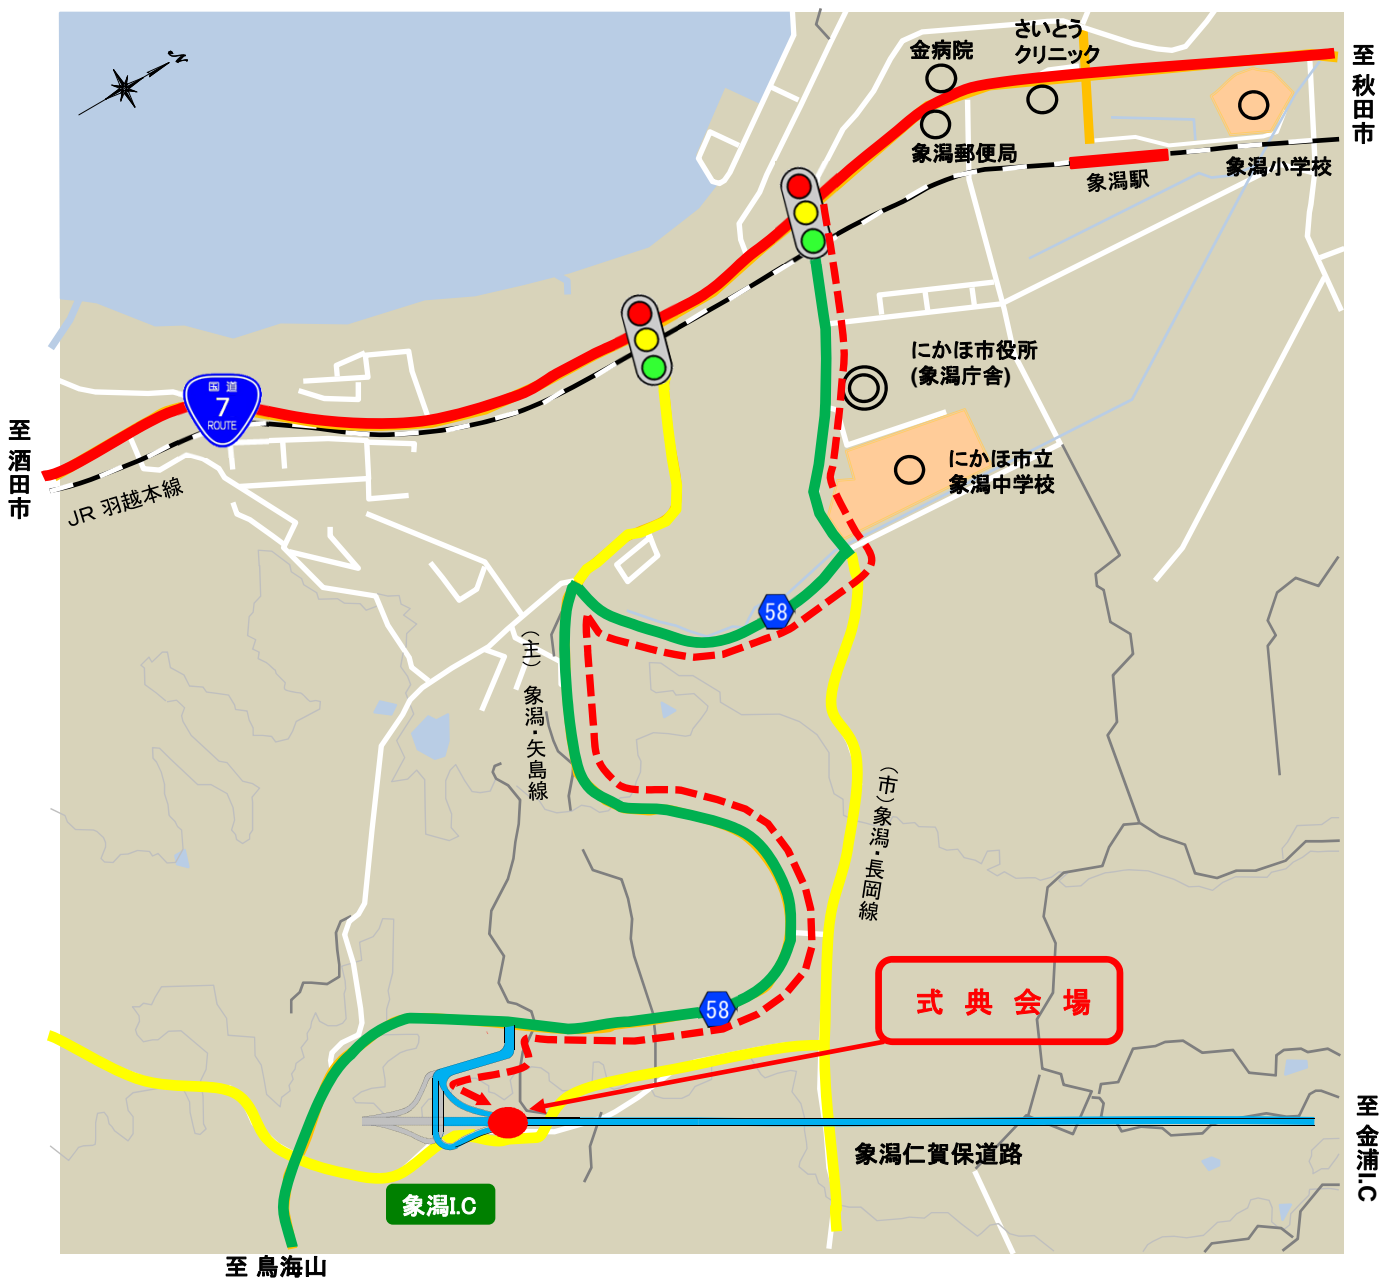 さいとう
クリニック
金病院
至 秋田市
象潟郵便局
象潟駅
象潟小学校
にかほ市役所
(象潟庁舎)
国道
7
ROUTE
至 酒田市
JR 羽越本線
にかほ市立
象潟中学校
58
(主) 象潟・矢島線
(市)象潟・長岡線
58
式典会場
至 金浦I.C
象潟仁賀保道路
象潟I.C
至 鳥海山
N